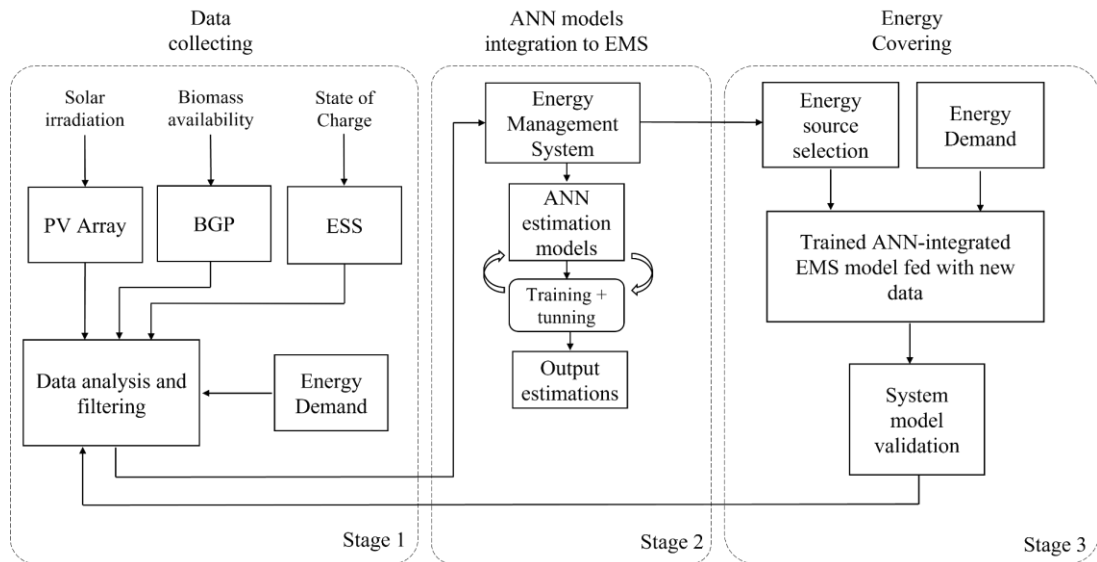 Data
collecting
ANN models
integration to EMS
Energy
Covering
Solar
irradiation
Biomass
availability
State of
Charge
PV Array
BGP
ESS
Data analysis and
filtering
Energy
Demand
Stage 1
Energy
Management
System
ANN
estimation
models
Training +
tunning
Output
estimations
Stage 2
Energy
source
selection
Energy
Demand
Trained ANN-integrated
EMS model fed with new
data
System
model
validation
Stage 3